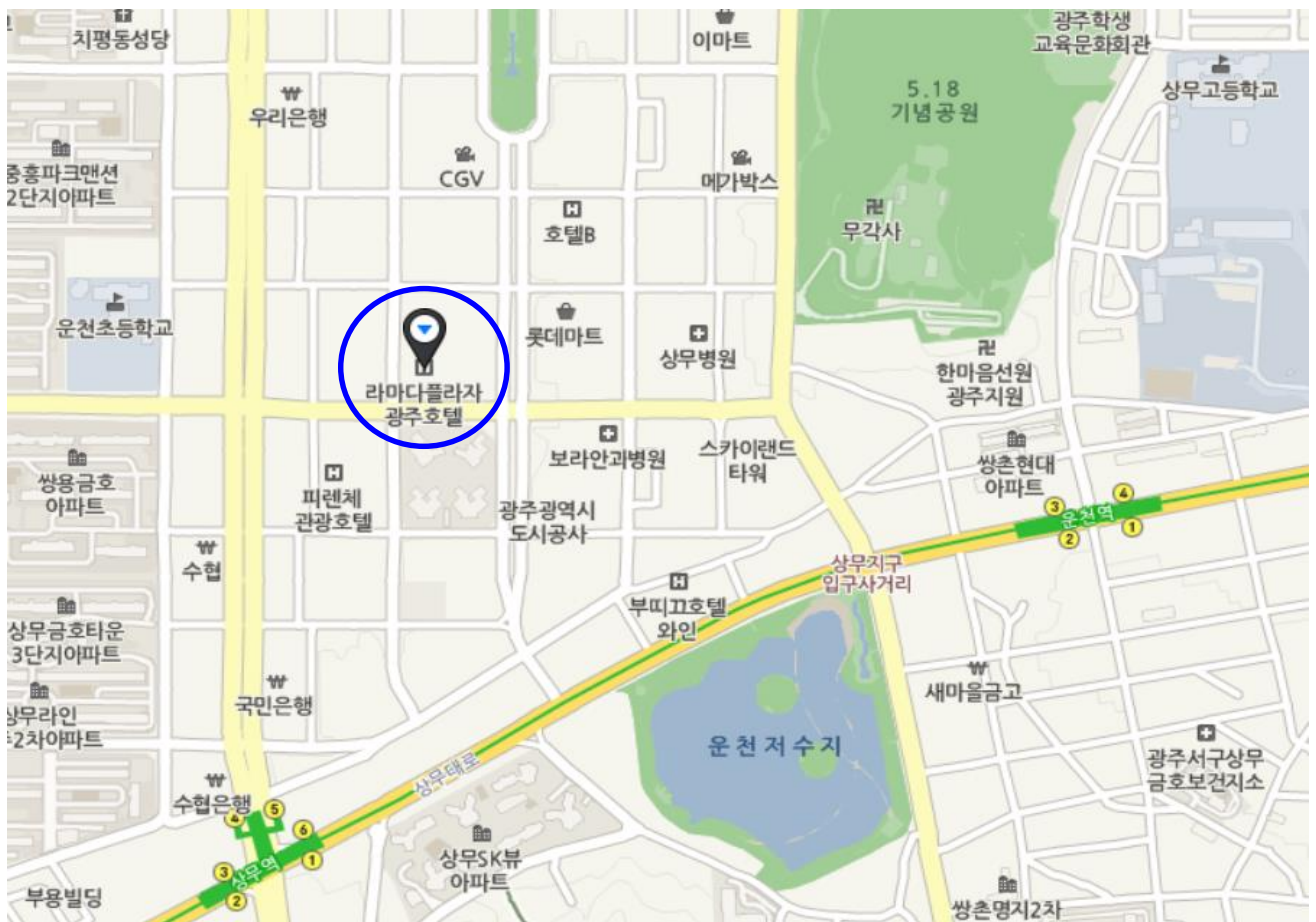 치평동성당
이마트
광주학생
교육문화회관
우리은행
5.18
기념공원
상무고등학교
중흥파크맨션
2단지아파트
CGV
메가박스
호텔B
무각사
운천초등학교
롯데마트
상무병원
한마음선원
광주지원
라마다플라자
광주호텔
쌍용금호
아파트
피렌체
관광호텔
보라안과병원
스카이랜드
타워
쌍촌현대
아파트
광주광역시
도시공사
3
4
운천역
2
1
수협
상무지구
입구사거리
부띠끄호텔
와인
상무금호타운
3단지아파트
국민은행
새마을금고
상무라인
2차아파트
운천저수지
광주서구상무
금호보건지소
상무대로
수협은행
4
5
6
3
상무역
1
2
상무SK뷰
아파트
부용빌딩
쌍촌명지2차